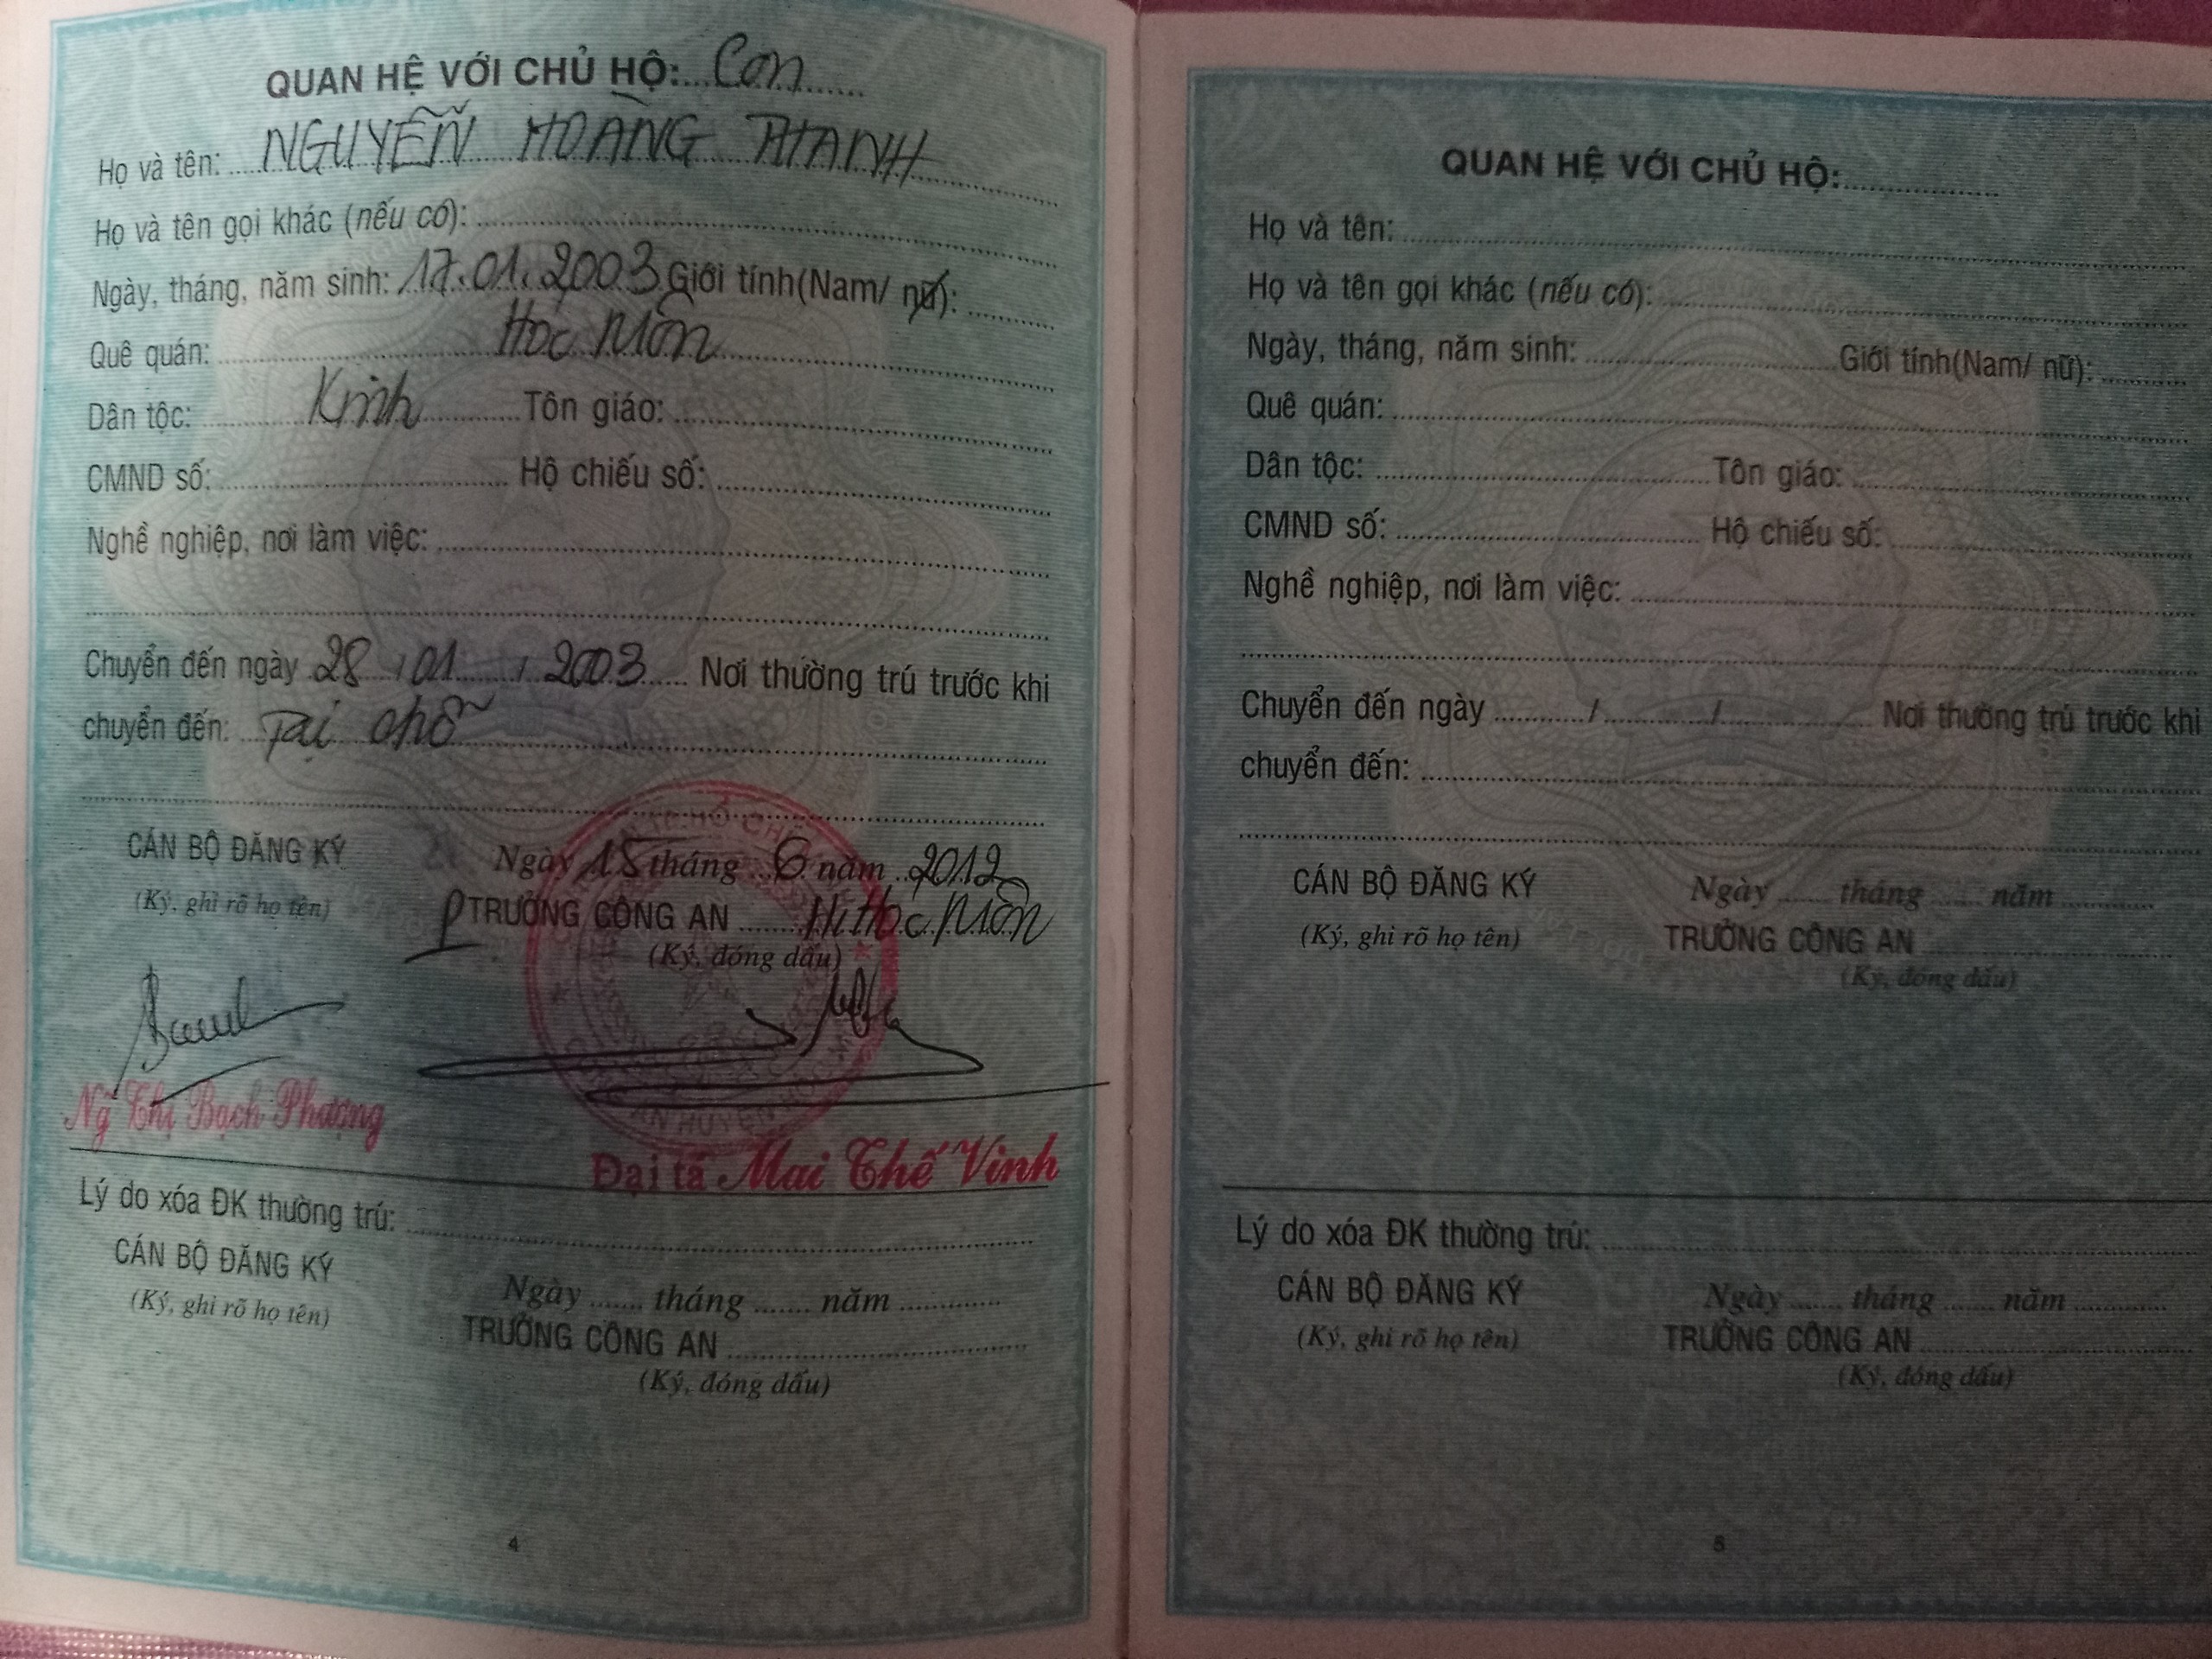 QUAN HỆ VỚI CHỦ HỘ: Con
Họ và tên: NGUYỄN HOÀNG THANH
Họ và tên gọi khác (nếu có):
Ngày, tháng, năm sinh: 17.01.2003 Giới tính(Nam/ nữ):
Quê quán: Hóc Môn
Dân tộc: Kinh Tôn giáo:
CMND số: Hộ chiếu số:
Nghề nghiệp, nơi làm việc:
Chuyển đến ngày 28 / 01 / 2003 Nơi thường trú trước khi
chuyển đến: Tại chỗ
CÁN BỘ ĐĂNG KÝ
(Ký, ghi rõ họ tên)
Ngày 15 tháng 6 năm 2012
P TRƯỞNG CÔNG AN H. Hóc Môn
(Ký, đóng dấu)
Ng Thị Bạch Phượng
Đại tá Mai Thế Vinh
Lý do xóa ĐK thường trú:
CÁN BỘ ĐĂNG KÝ
(Ký, ghi rõ họ tên)
Ngày ....... tháng ....... năm .............
TRƯỞNG CÔNG AN
(Ký, đóng dấu)
4
QUAN HỆ VỚI CHỦ HỘ:
Họ và tên:
Họ và tên gọi khác (nếu có):
Ngày, tháng, năm sinh: Giới tính(Nam/ nữ):
Quê quán:
Dân tộc: Tôn giáo:
CMND số: Hộ chiếu số:
Nghề nghiệp, nơi làm việc:
Chuyển đến ngày ............/............../.................. Nơi thường trú trước khi
chuyển đến:
CÁN BỘ ĐĂNG KÝ
(Ký, ghi rõ họ tên)
Ngày ....... tháng ....... năm .............
TRƯỞNG CÔNG AN
(Ký, đóng dấu)
Lý do xóa ĐK thường trú:
CÁN BỘ ĐĂNG KÝ
(Ký, ghi rõ họ tên)
Ngày ....... tháng ....... năm .............
TRƯỞNG CÔNG AN
(Ký, đóng dấu)
5